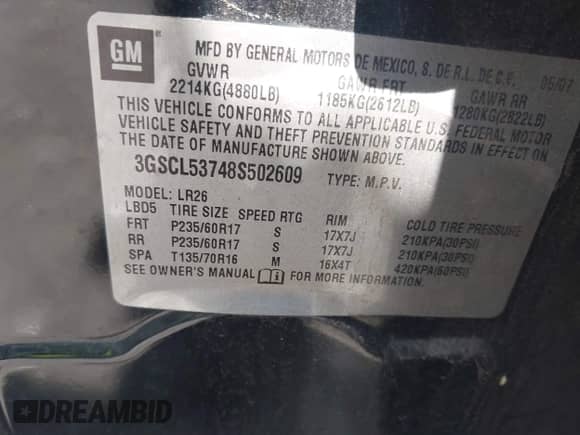 GM
MFD BY GENERAL MOTORS DE MEXICO, S. DE R.L. DE C.V. 05/07
GVWR GAWR FRT GAWR RR
2214KG(4880LB) 1185KG(2612LB) 1280KG(2822LB)
THIS VEHICLE CONFORMS TO ALL APPLICABLE U.S. FEDERAL MOTOR
VEHICLE SAFETY AND THEFT PREVENTION STANDARDS IN EFFECT ON
THE DATE OF MANUFACTURE SHOWN ABOVE.
3GSCL53748S502609 TYPE: M.P.V.
MODEL: LR26
LBD5 TIRE SIZE SPEED RTG RIM COLD TIRE PRESSURE
FRT P235/60R17 S 17X7J 210KPA(30PSI)
RR P235/60R17 S 17X7J 210KPA(30PSI)
SPA T135/70R16 M 16X4T 420KPA(60PSI)
SEE OWNER'S MANUAL FOR MORE INFORMATION.
DREAMBID